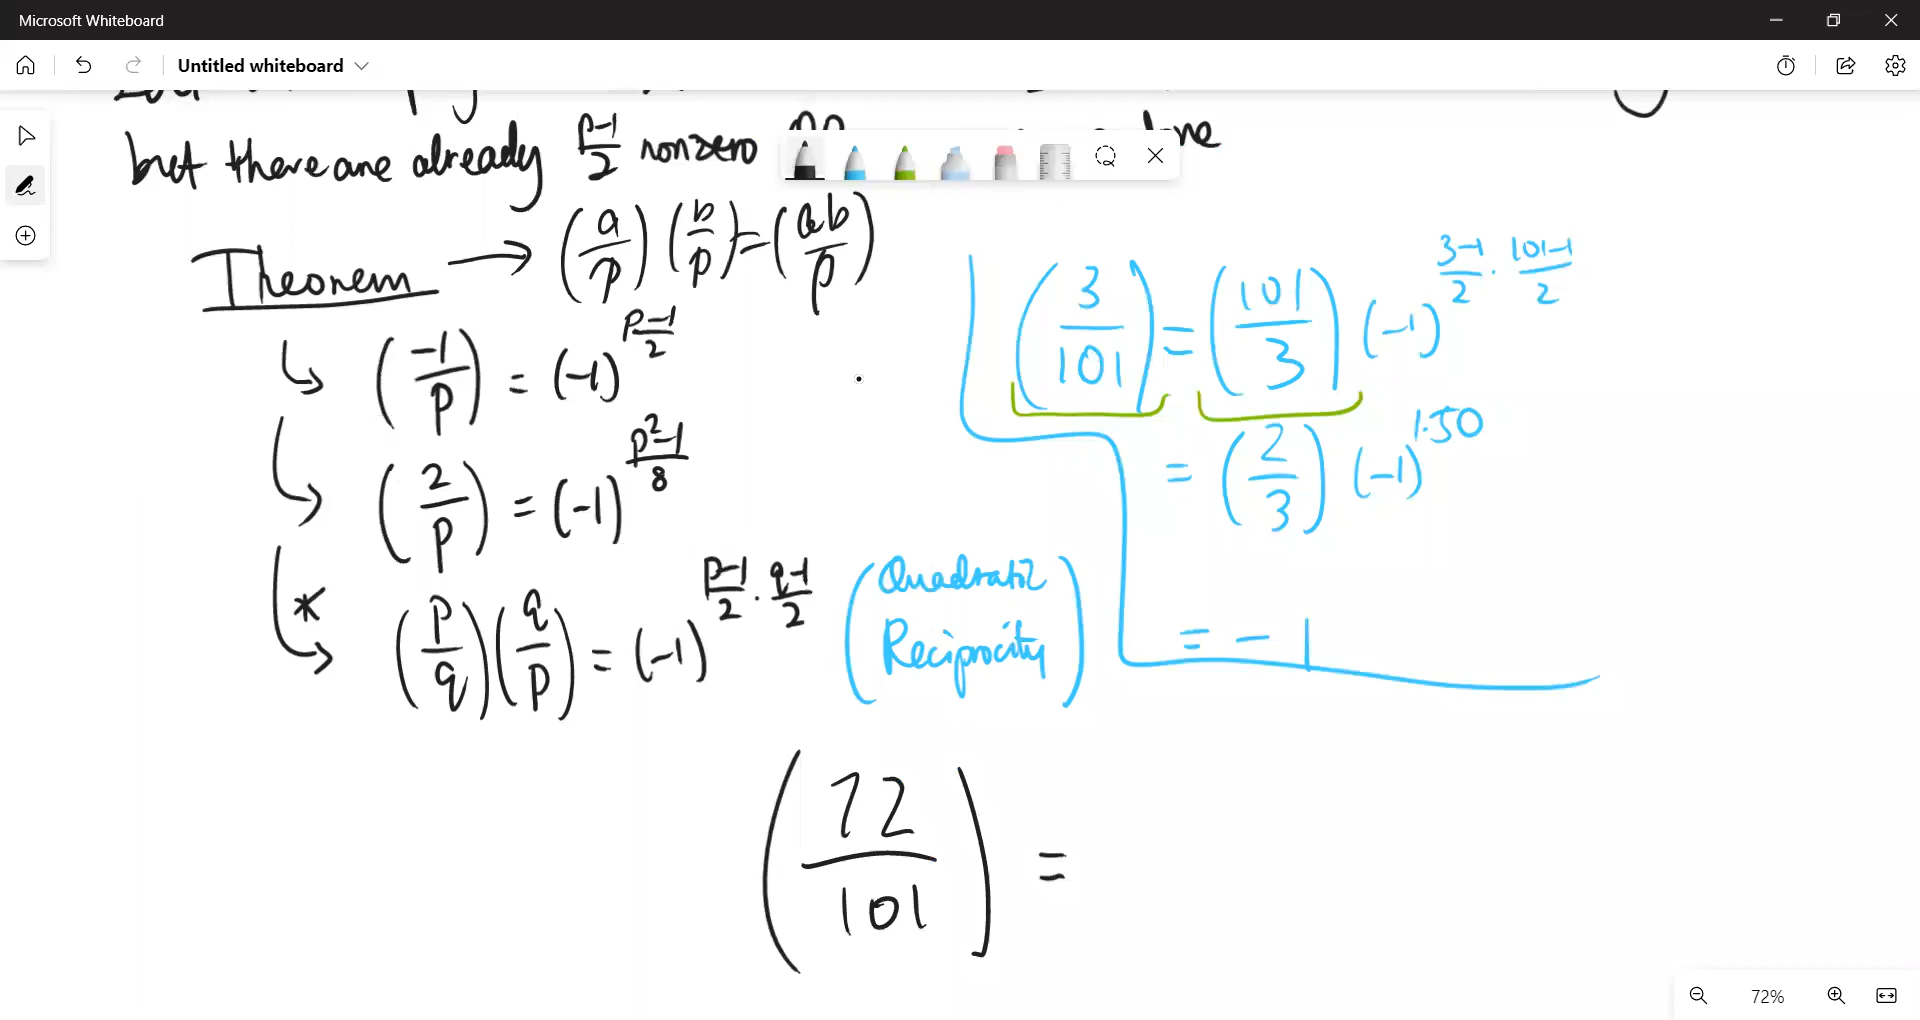 Microsoft Whiteboard
Untitled whiteboard
but there are already (p-1)/2 nonzero
Theorem → (a/p)(b/p) = (ab/p)
(-1/p) = (-1)^((p-1)/2)
(2/p) = (-1)^((p²-1)/8)
* (p/q)(q/p) = (-1)^((p-1)/2 · (q-1)/2) (Quadratic
Reciprocity)
(3/101) = (101/3)(-1)^((3-1)/2 · (101-1)/2)
= (2/3)(-1)^(1·50)
= -1
(72/101) =
72%